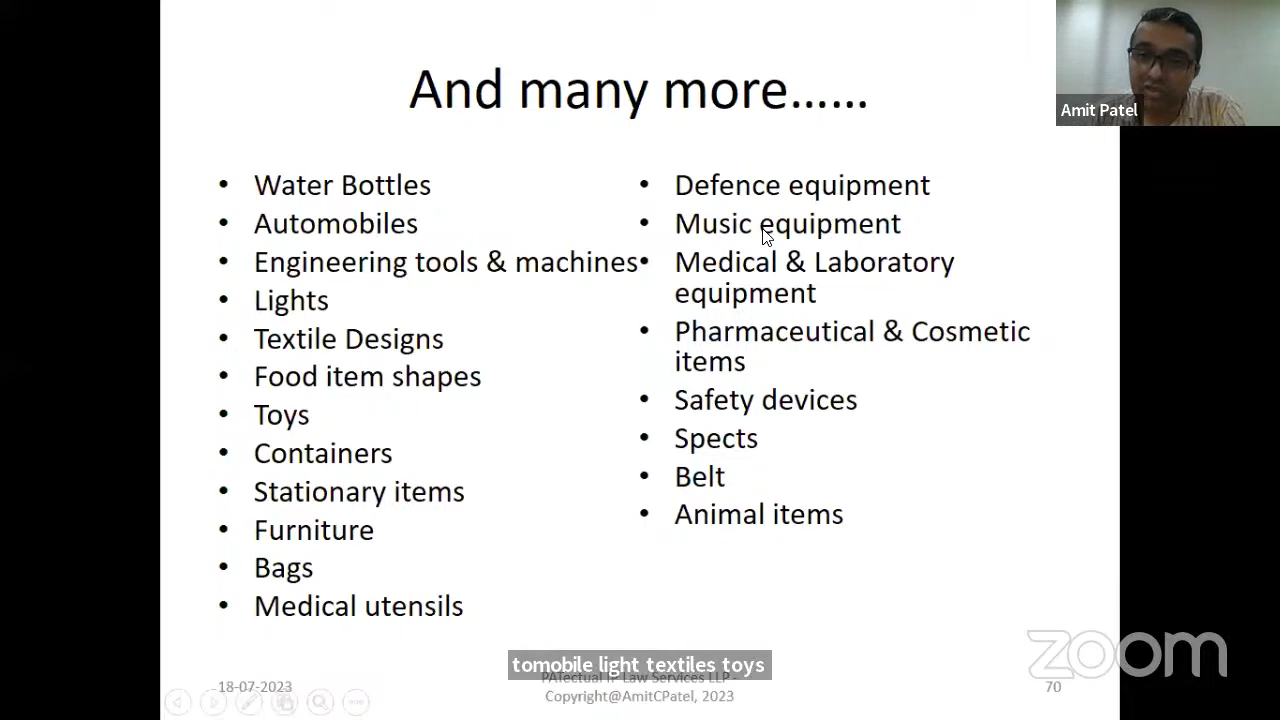 And many more……
Amit Patel
• Water Bottles
• Automobiles
• Engineering tools & machines
• Lights
• Textile Designs
• Food item shapes
• Toys
• Containers
• Stationary items
• Furniture
• Bags
• Medical utensils
• Defence equipment
• Music equipment
• Medical & Laboratory
equipment
• Pharmaceutical & Cosmetic
items
• Safety devices
• Spects
• Belt
• Animal items
tomobile light textiles toys
zoom
18-07-2023
Law Services LLP -
Copyright@AmitCPatel, 2023
70